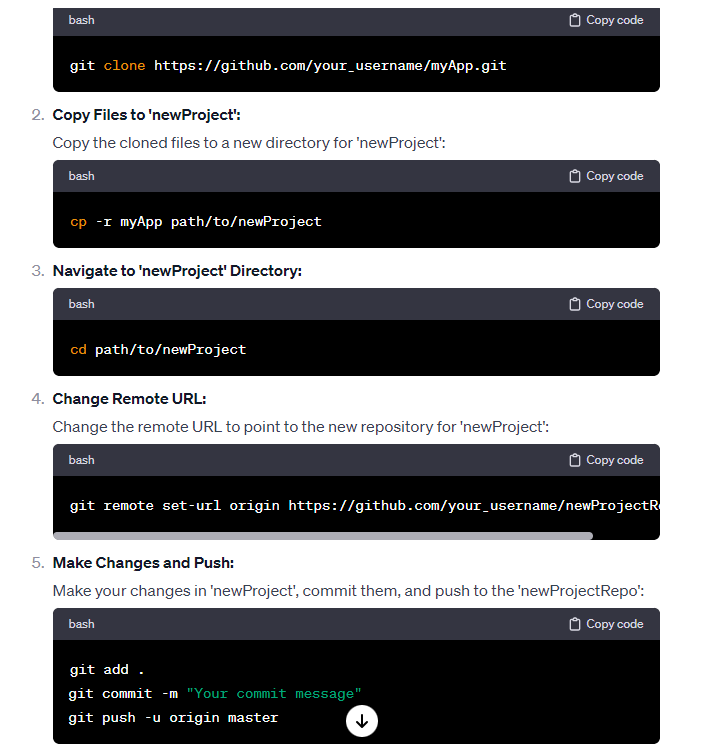 bash Copy code
git clone https://github.com/your_username/myApp.git
2. Copy Files to 'newProject':
Copy the cloned files to a new directory for 'newProject':
bash Copy code
cp -r myApp path/to/newProject
3. Navigate to 'newProject' Directory:
bash Copy code
cd path/to/newProject
4. Change Remote URL:
Change the remote URL to point to the new repository for 'newProject':
bash Copy code
git remote set-url origin https://github.com/your_username/newProjectRe
5. Make Changes and Push:
Make your changes in 'newProject', commit them, and push to the 'newProjectRepo':
bash Copy code
git add .
git commit -m "Your commit message"
git push -u origin master